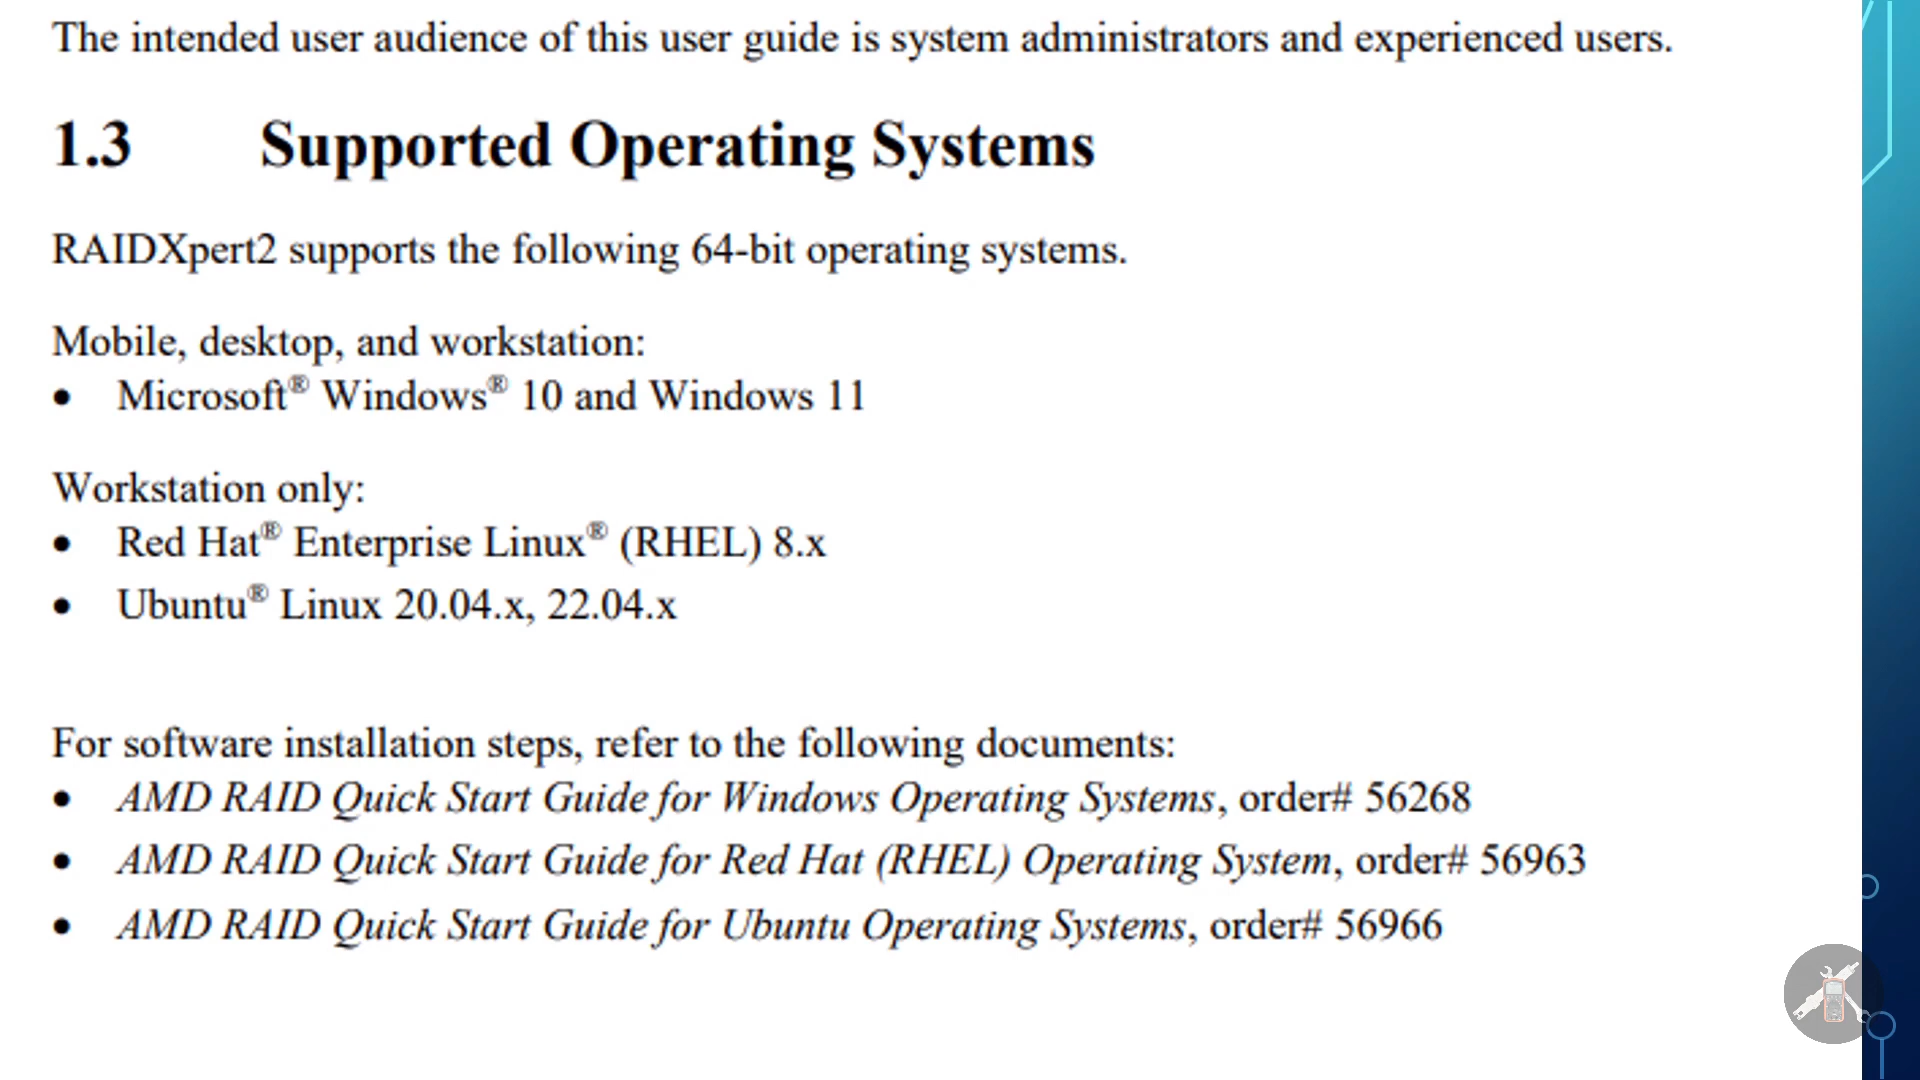 The intended user audience of this user guide is system administrators and experienced users.
1.3 Supported Operating Systems
RAIDXpert2 supports the following 64-bit operating systems.
Mobile, desktop, and workstation:
• Microsoft® Windows® 10 and Windows 11
Workstation only:
• Red Hat® Enterprise Linux® (RHEL) 8.x
• Ubuntu® Linux 20.04.x, 22.04.x
For software installation steps, refer to the following documents:
• AMD RAID Quick Start Guide for Windows Operating Systems, order# 56268
• AMD RAID Quick Start Guide for Red Hat (RHEL) Operating System, order# 56963
• AMD RAID Quick Start Guide for Ubuntu Operating Systems, order# 56966